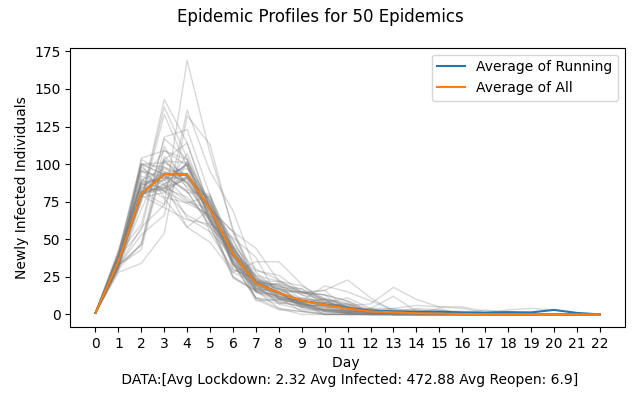 Epidemic Profiles for 50 Epidemics
175
150
125
100
75
50
25
0
Newly Infected Individuals
Average of Running
Average of All
0 1 2 3 4 5 6 7 8 9 10 11 12 13 14 15 16 17 18 19 20 21 22
Day
DATA:[Avg Lockdown: 2.32 Avg Infected: 472.88 Avg Reopen: 6.9]